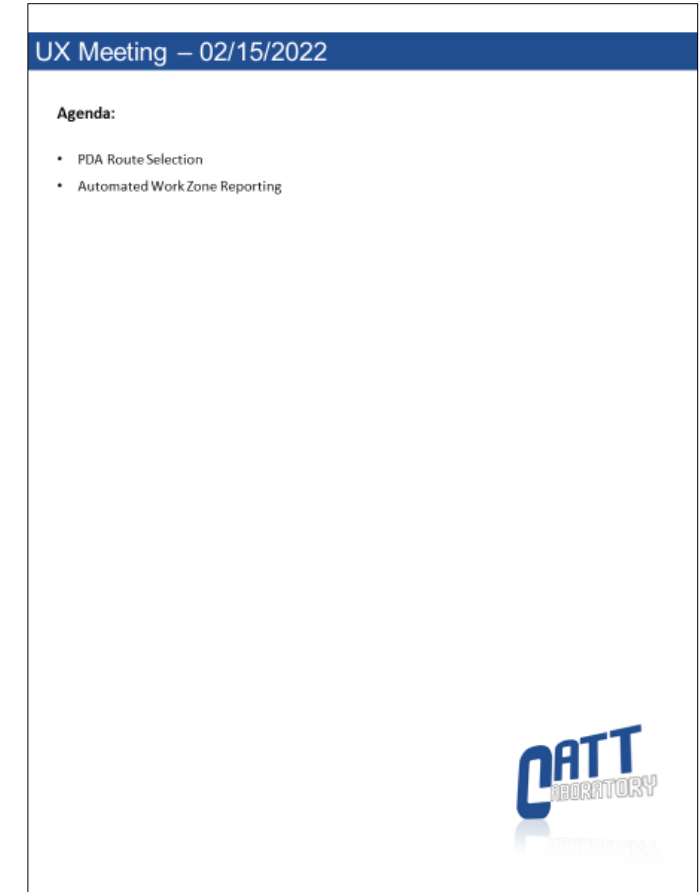 UX Meeting – 02/15/2022
Agenda:
• PDA Route Selection
• Automated Work Zone Reporting
CATT
LABORATORY